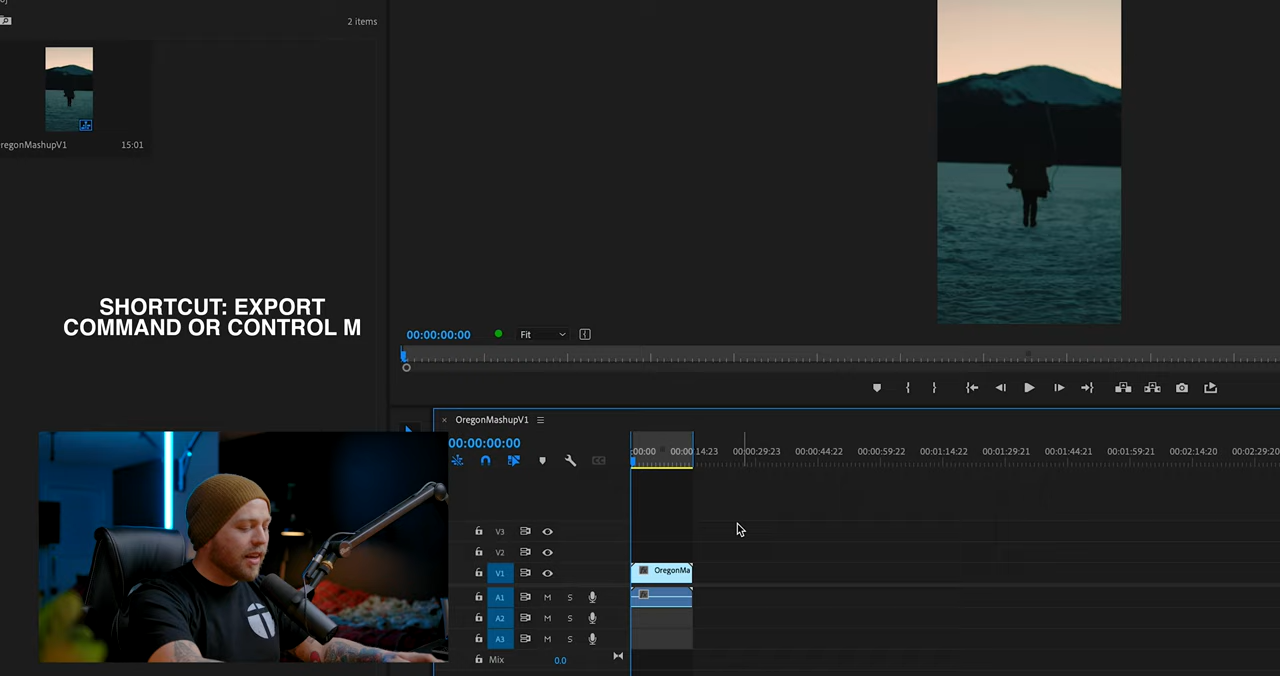 2 items
regonMashupV1
15:01
SHORTCUT: EXPORT
COMMAND OR CONTROL M
00:00:00:00
Fit
OregonMashupV1
00:00:00:00
:00:00
00:00:14:23
00:00:29:23
00:00:44:22
00:00:59:22
00:01:14:22
00:01:29:21
00:01:44:21
00:01:59:21
00:02:14:20
00:02:29:20
V3
V2
V1
OregonMa
A1
M
S
A2
M
S
A3
M
S
Mix
0.0